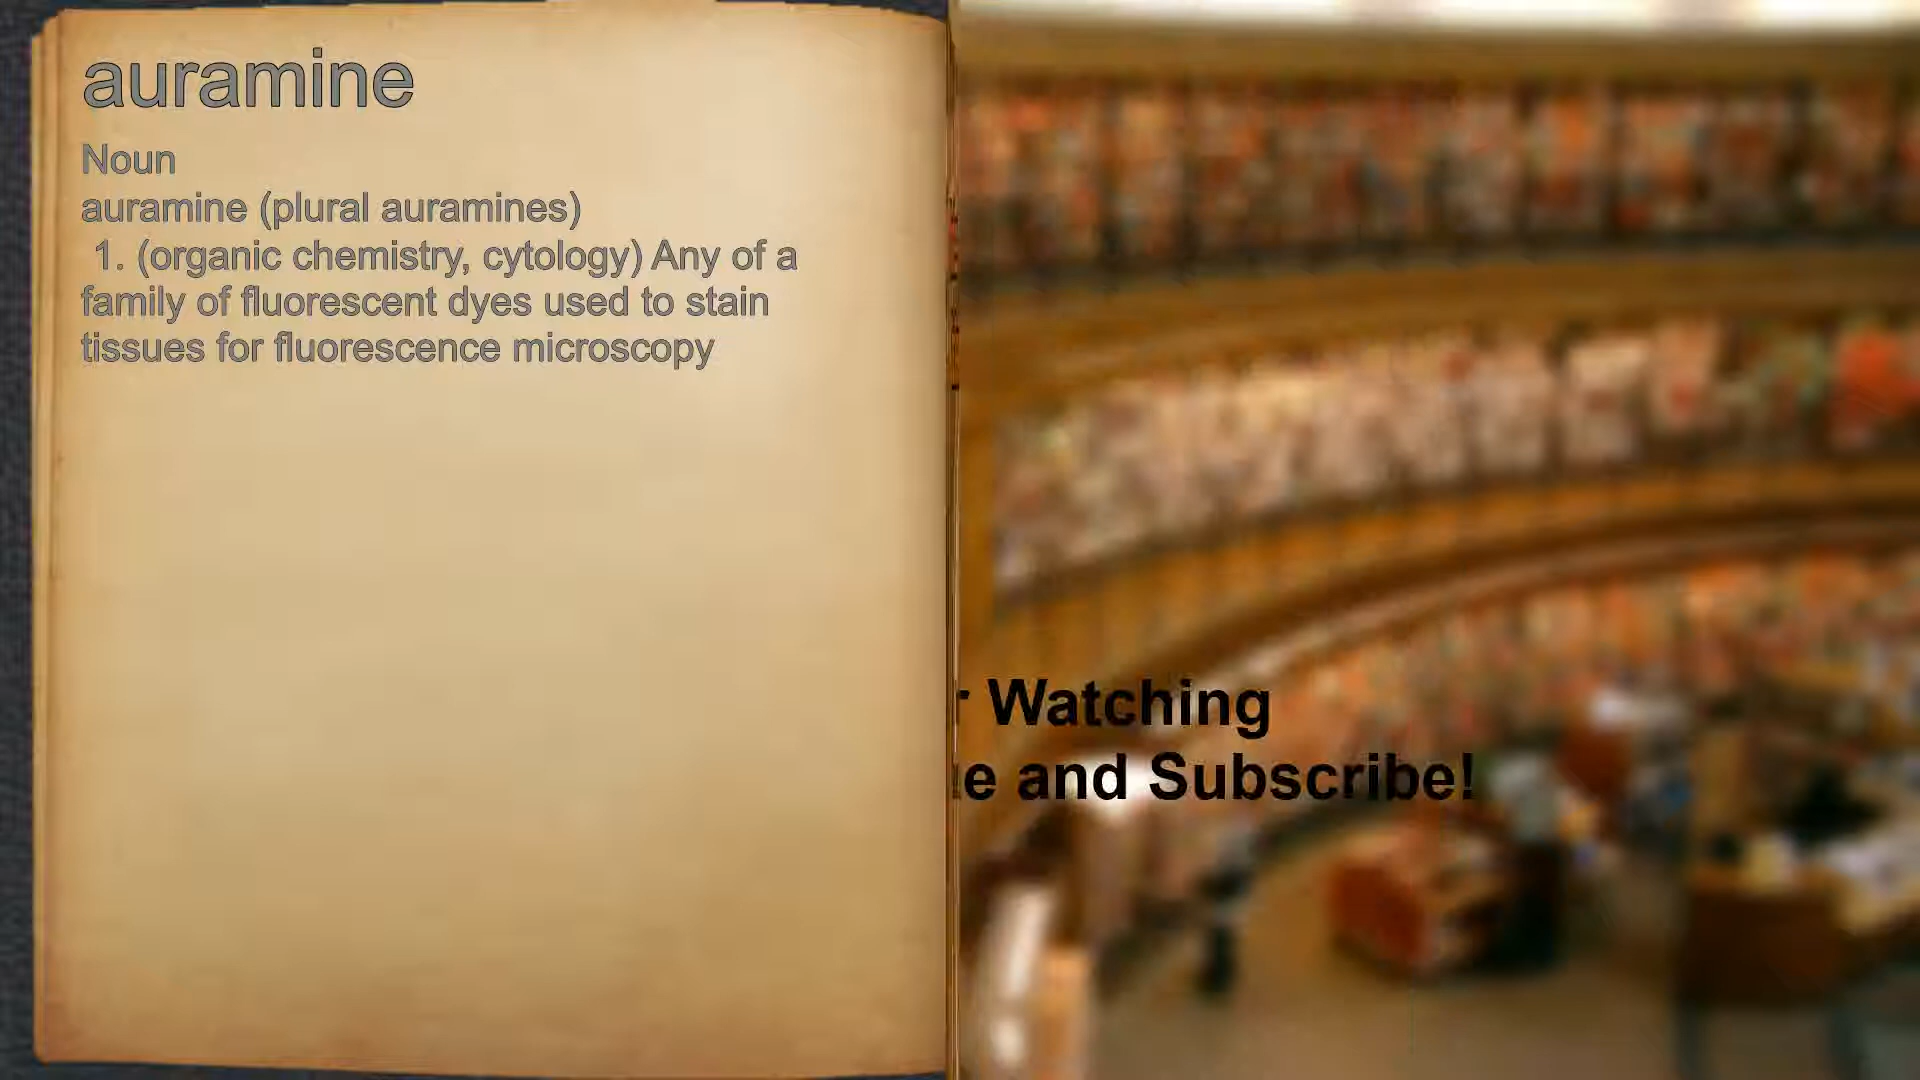 auramine
Noun
auramine (plural auramines)
1. (organic chemistry, cytology) Any of a
family of fluorescent dyes used to stain
tissues for fluorescence microscopy
r Watching
e and Subscribe!